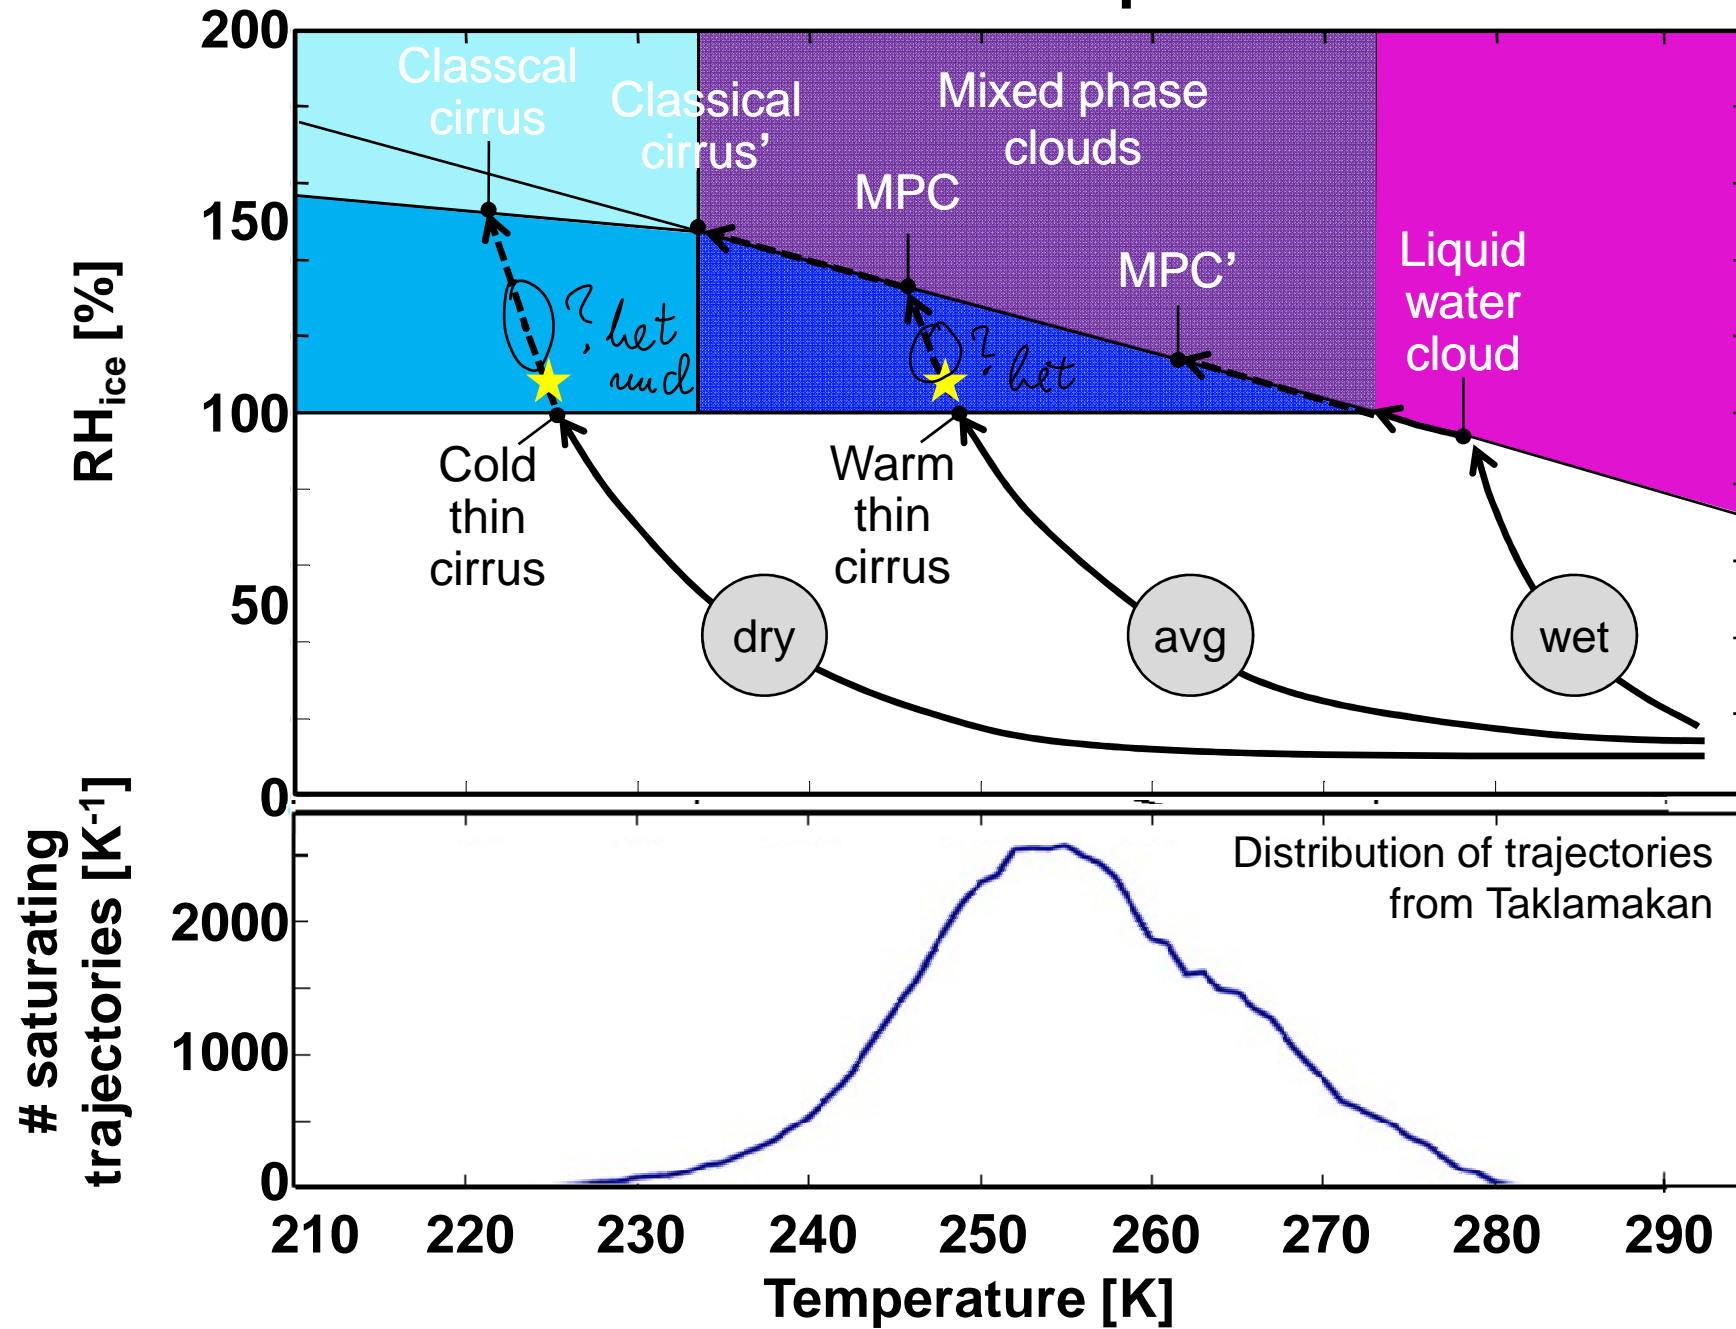 200
Classcal
cirrus
Classical
cirrus’
Mixed phase
clouds
MPC
MPC’
Liquid
water
cloud
150
RHice [%]
? het
nud
? het
100
Cold
thin
cirrus
Warm
thin
cirrus
50
dry
avg
wet
0
# saturating
trajectories [K-1]
Distribution of trajectories
from Taklamakan
2000
1000
0
210 220 230 240 250 260 270 280 290
Temperature [K]